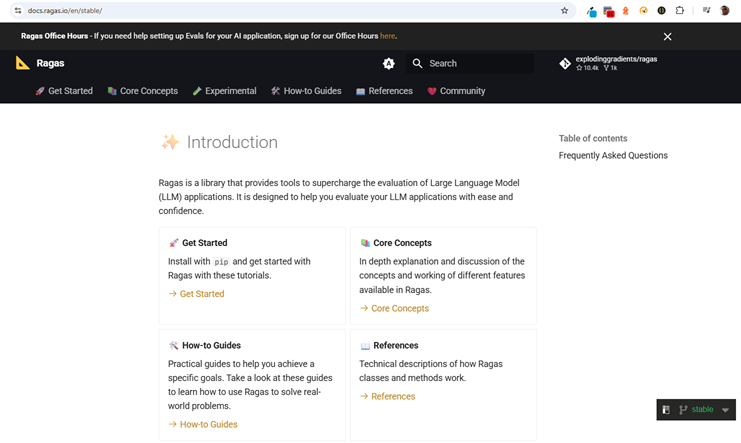 docs.ragas.io/en/stable/
Ragas Office Hours - If you need help setting up Evals for your AI application, sign up for our Office Hours here.
Ragas
Search
explodinggradients/ragas
10.4k 1k
Get Started Core Concepts Experimental How-to Guides References Community
Introduction
Table of contents
Frequently Asked Questions
Ragas is a library that provides tools to supercharge the evaluation of Large Language Model
(LLM) applications. It is designed to help you evaluate your LLM applications with ease and
confidence.
Get Started
Install with pip and get started with
Ragas with these tutorials.
→ Get Started
Core Concepts
In depth explanation and discussion of the
concepts and working of different features
available in Ragas.
→ Core Concepts
How-to Guides
Practical guides to help you achieve a
specific goals. Take a look at these guides
to learn how to use Ragas to solve real-
world problems.
→ How-to Guides
References
Technical descriptions of how Ragas
classes and methods work.
→ References
stable